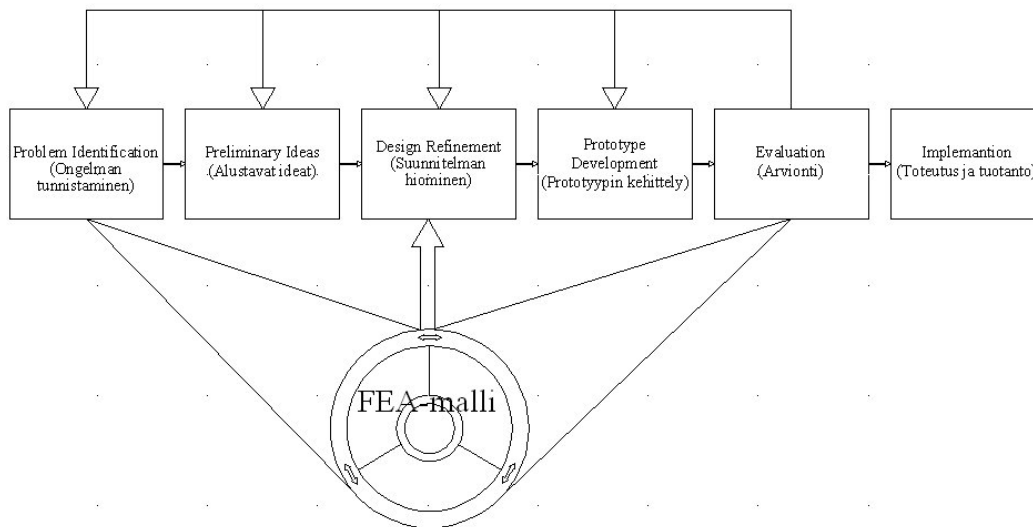 Problem Identification
(Ongelman
tunnistaminen)
Preliminary Ideas
(Alustavat ideat)
Design Refinement
(Suunnitelman
hiominen)
Prototype
Development
(Prototyypin kehittely)
Evaluation
(Arvionti)
Implemantion
(Toteutus ja tuotanto)
FEA-malli